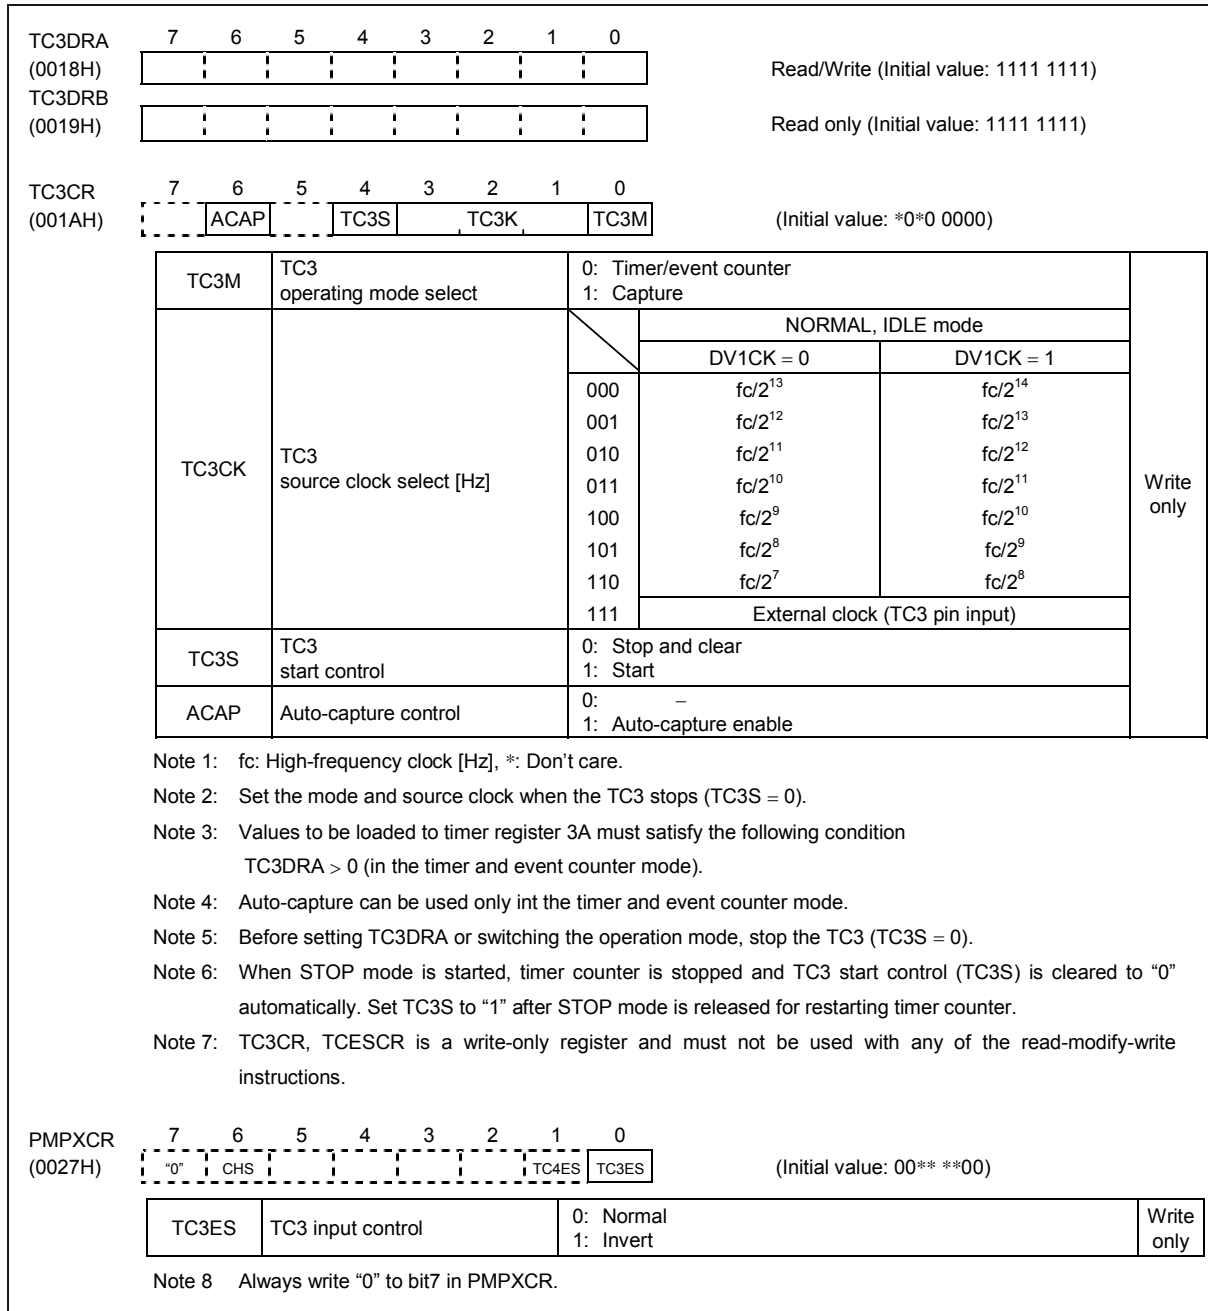 TC3DRA 7 6 5 4 3 2 1 0
(0018H) Read/Write (Initial value: 1111 1111)
TC3DRB
(0019H) Read only (Initial value: 1111 1111)
TC3CR 7 6 5 4 3 2 1 0
(001AH) ACAP TC3S TC3K TC3M (Initial value: *0*0 0000)
TC3M TC3 operating mode select 0: Timer/event counter
1: Capture
NORMAL, IDLE mode
DV1CK = 0 DV1CK = 1
000 fc/2^13 fc/2^14
001 fc/2^12 fc/2^13
010 fc/2^11 fc/2^12
TC3CK TC3 source clock select [Hz] 011 fc/2^10 fc/2^11 Write only
100 fc/2^9 fc/2^10
101 fc/2^8 fc/2^9
110 fc/2^7 fc/2^8
111 External clock (TC3 pin input)
TC3S TC3 start control 0: Stop and clear
1: Start
ACAP Auto-capture control 0: –
1: Auto-capture enable
Note 1: fc: High-frequency clock [Hz], *: Don’t care.
Note 2: Set the mode and source clock when the TC3 stops (TC3S = 0).
Note 3: Values to be loaded to timer register 3A must satisfy the following condition
TC3DRA > 0 (in the timer and event counter mode).
Note 4: Auto-capture can be used only int the timer and event counter mode.
Note 5: Before setting TC3DRA or switching the operation mode, stop the TC3 (TC3S = 0).
Note 6: When STOP mode is started, timer counter is stopped and TC3 start control (TC3S) is cleared to “0”
automatically. Set TC3S to “1” after STOP mode is released for restarting timer counter.
Note 7: TC3CR, TCESCR is a write-only register and must not be used with any of the read-modify-write
instructions.
PMPXCR 7 6 5 4 3 2 1 0
(0027H) “0” CHS TC4ES TC3ES (Initial value: 00** **00)
TC3ES TC3 input control 0: Normal
1: Invert Write only
Note 8 Always write “0” to bit7 in PMPXCR.